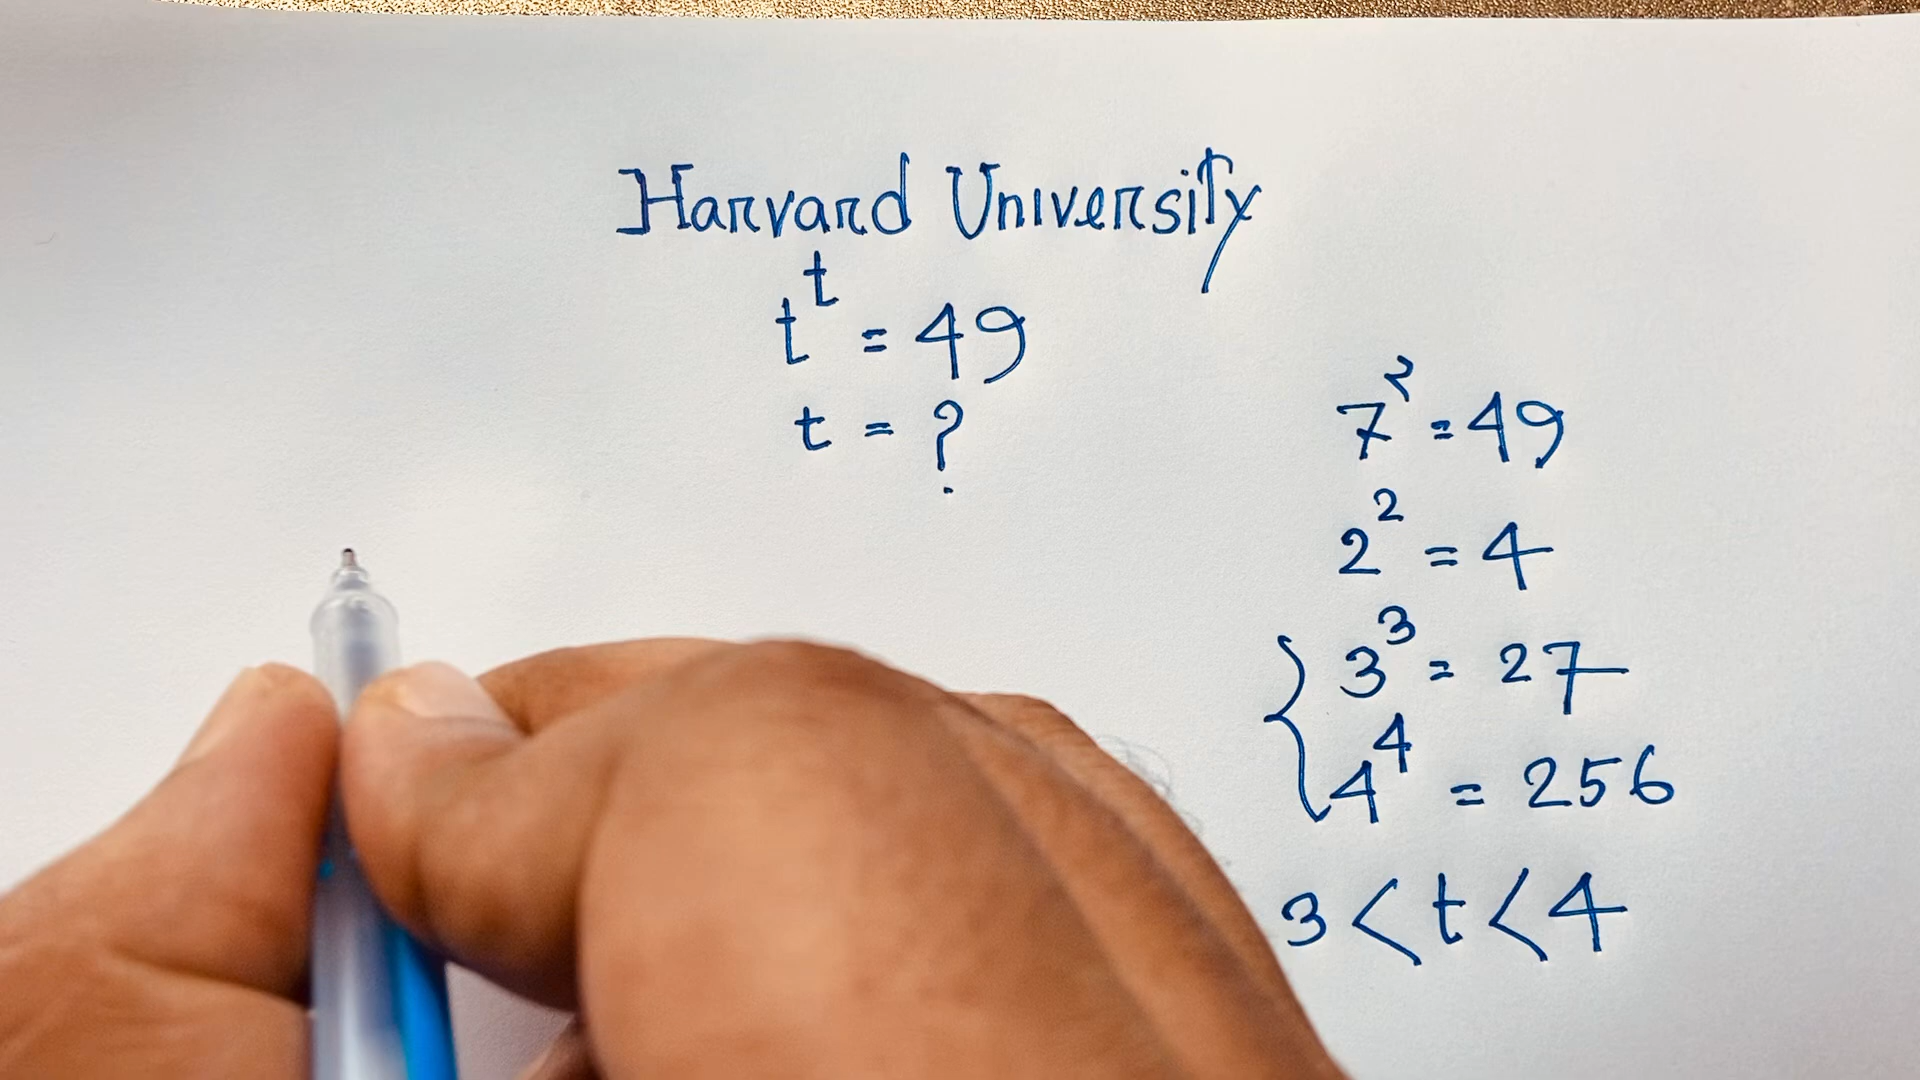 Harvard University
t^t = 49
t = ?
7^2 = 49
2^2 = 4
3^3 = 27
4^4 = 256
3 < t < 4